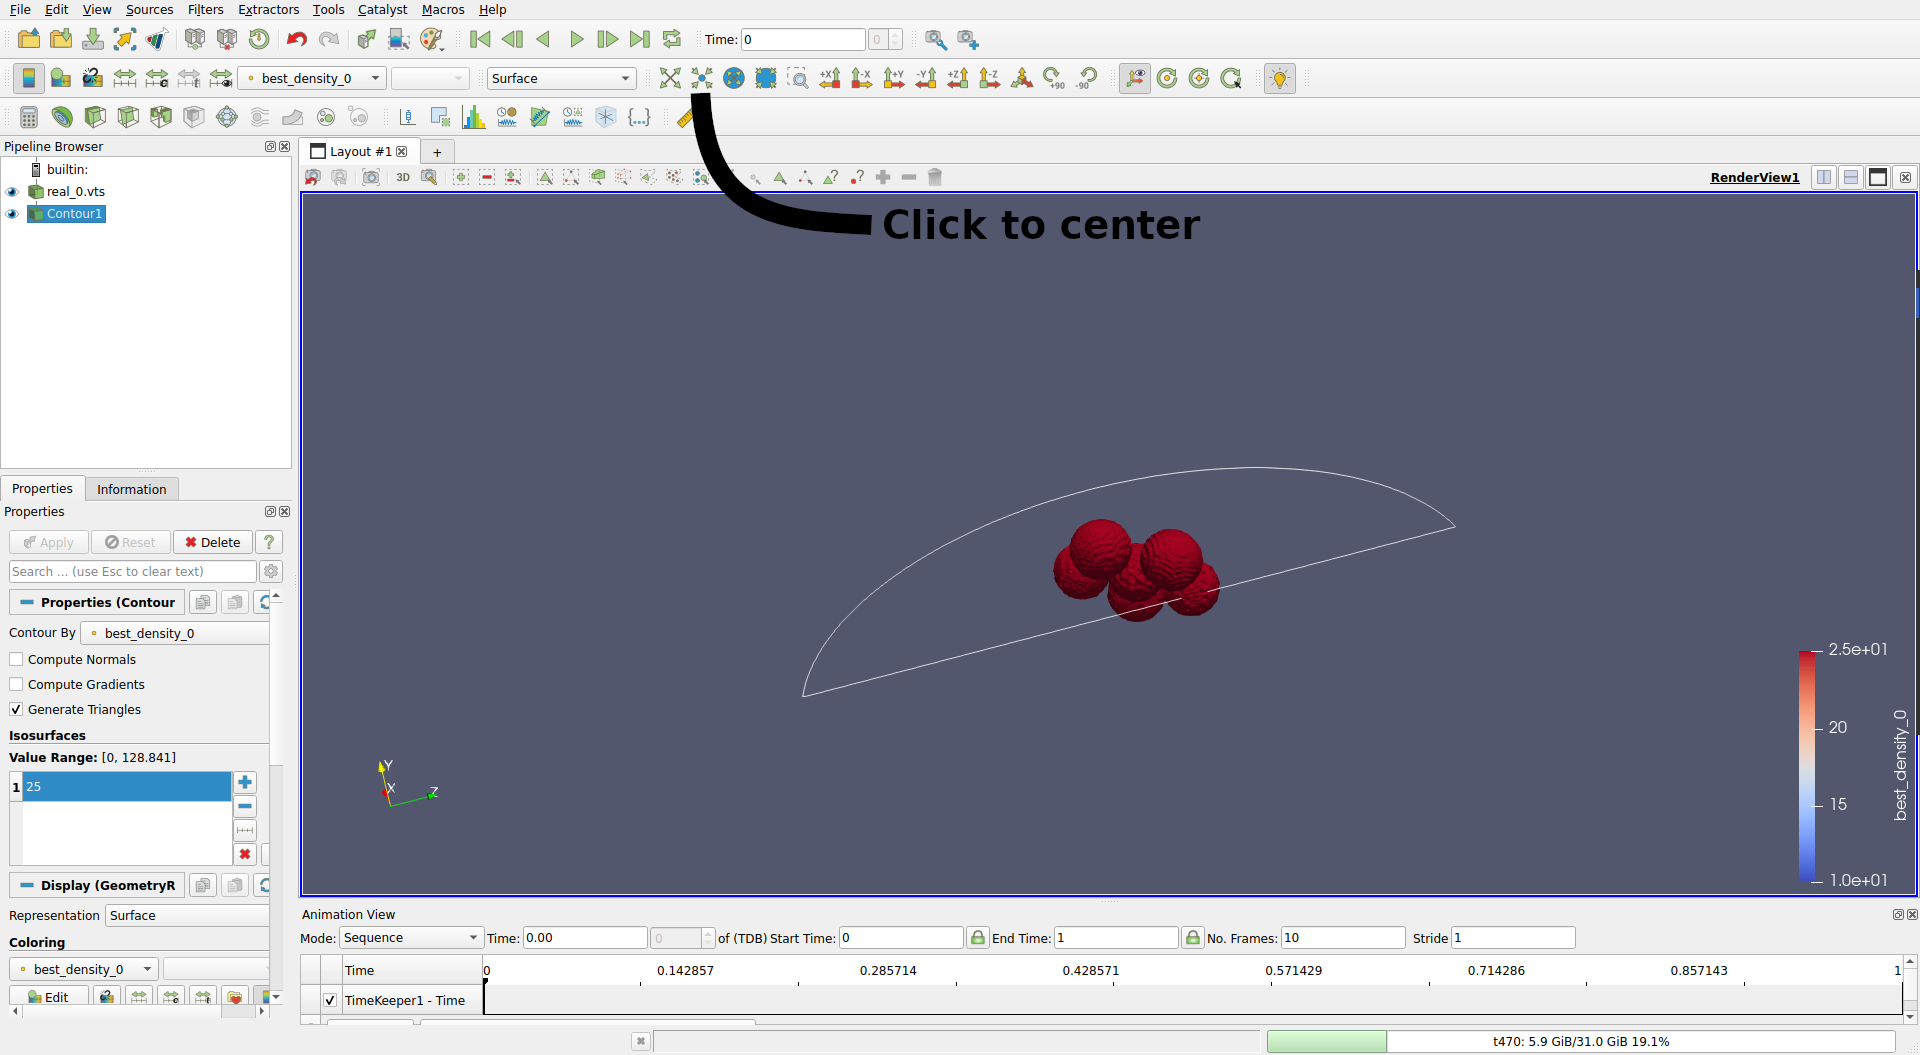 File Edit View Sources Filters Extractors Tools Catalyst Macros Help
Time: 0 0
best_density_0 Surface +X -X +Y -Y +Z -Z +90 -90
Pipeline Browser
Layout #1 +
builtin:
3D
RenderView1
real_0.vts
Contour1
Click to center
Properties Information
Properties
Apply Reset Delete ?
Search ... (use Esc to clear text)
Properties (Contour
Contour By best_density_0
Compute Normals
Compute Gradients
Generate Triangles
Isosurfaces
Value Range: [0, 128.841]
1 25
Display (GeometryR
Representation Surface
Coloring
best_density_0
Edit
Y
X
Z
2.5e+01
20
15
1.0e+01
best_density_0
Animation View
Mode: Sequence Time: 0.00 0 of (TDB) Start Time: 0 End Time: 1 No. Frames: 10 Stride 1
Time 0 0.142857 0.285714 0.428571 0.571429 0.714286 0.857143 1
TimeKeeper1 - Time
t470: 5.9 GiB/31.0 GiB 19.1%